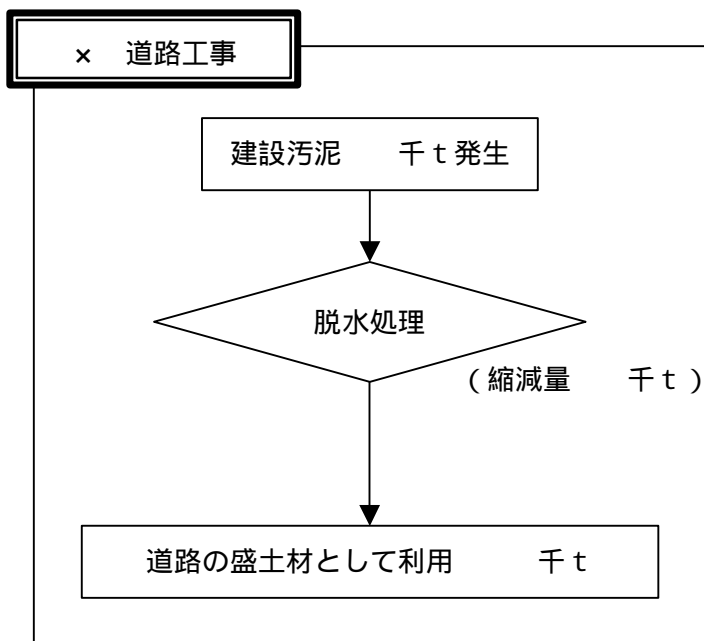 × 道路工事
建設汚泥　　千ｔ発生
脱水処理
（縮減量　　千ｔ）
道路の盛土材として利用　　　千ｔ